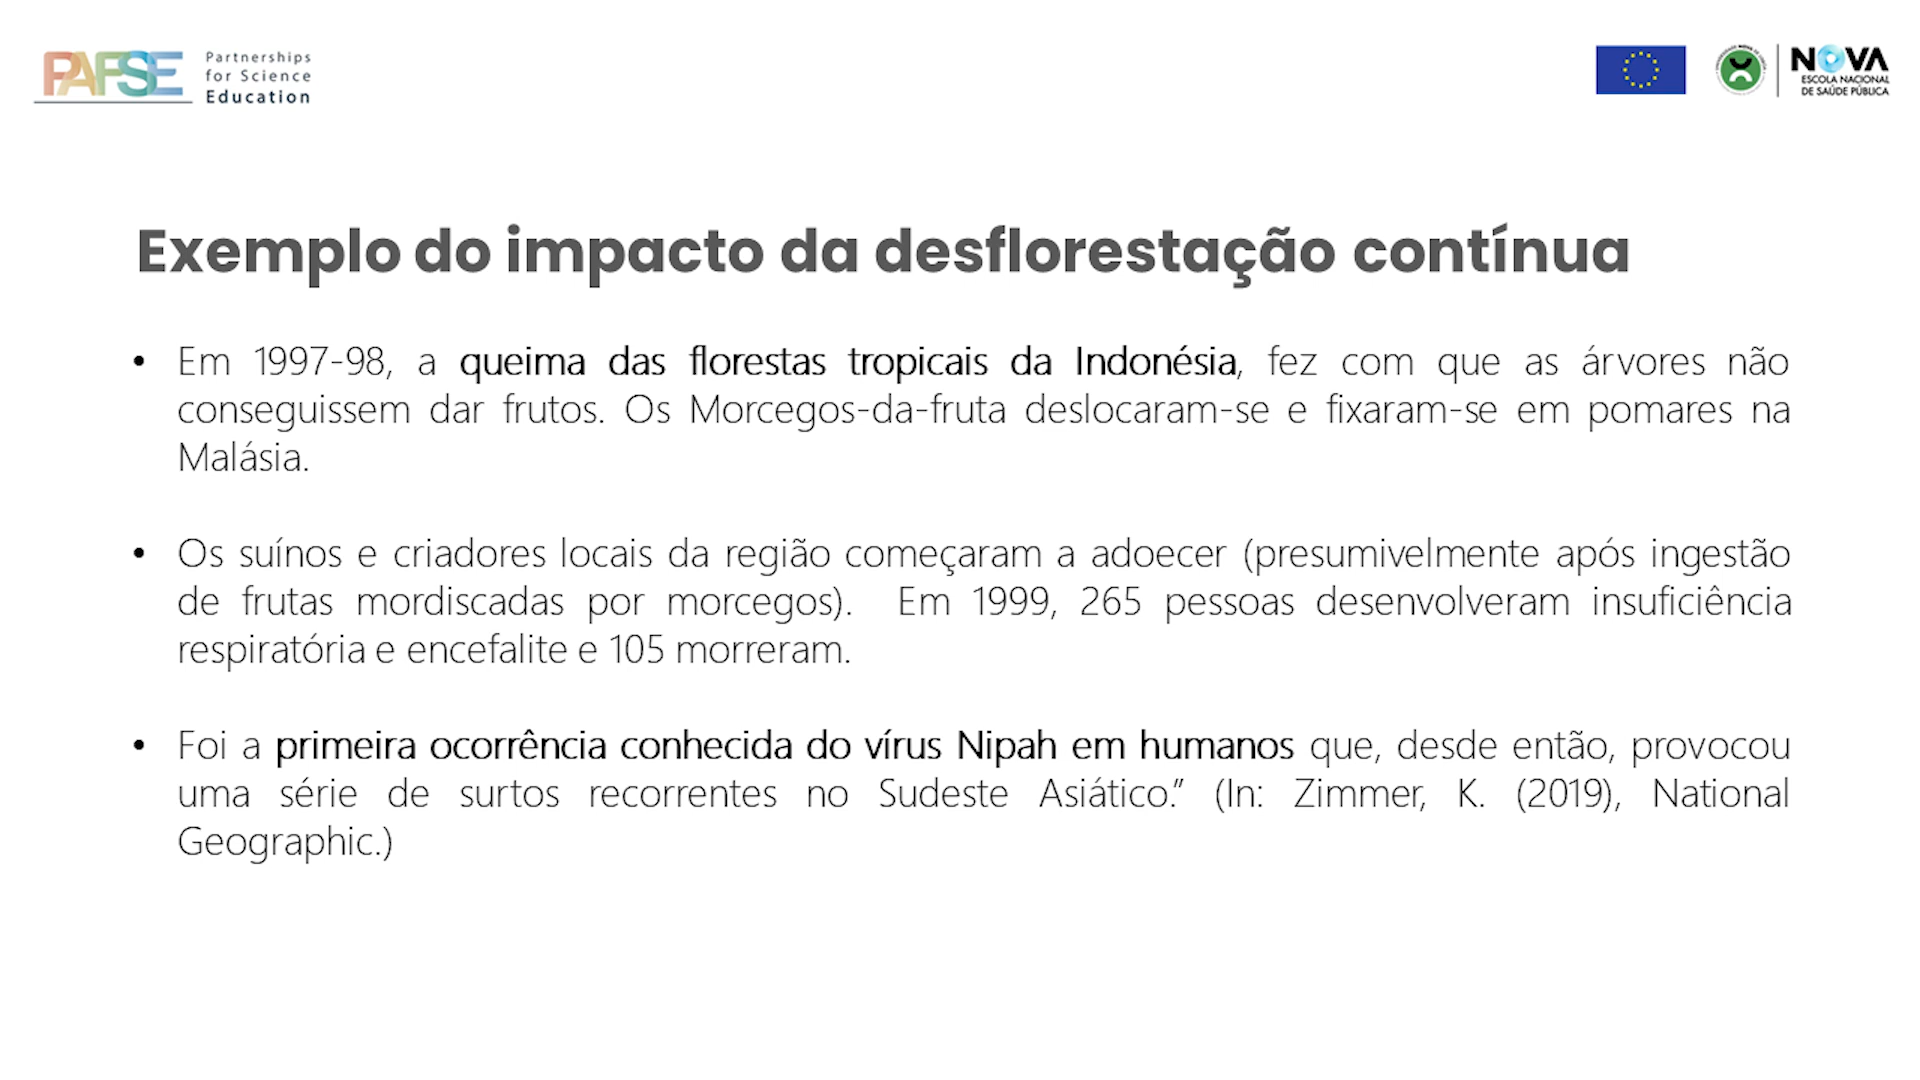 PAFSE
Partnerships
for Science
Education
NOVA
ESCOLA NACIONAL
DE SAÚDE PÚBLICA
Exemplo do impacto da desflorestação contínua
• Em 1997-98, a queima das florestas tropicais da Indonésia, fez com que as árvores não
conseguissem dar frutos. Os Morcegos-da-fruta deslocaram-se e fixaram-se em pomares na
Malásia.
• Os suínos e criadores locais da região começaram a adoecer (presumivelmente após ingestão
de frutas mordiscadas por morcegos). Em 1999, 265 pessoas desenvolveram insuficiência
respiratória e encefalite e 105 morreram.
• Foi a primeira ocorrência conhecida do vírus Nipah em humanos que, desde então, provocou
uma série de surtos recorrentes no Sudeste Asiático.” (In: Zimmer, K. (2019), National
Geographic.)